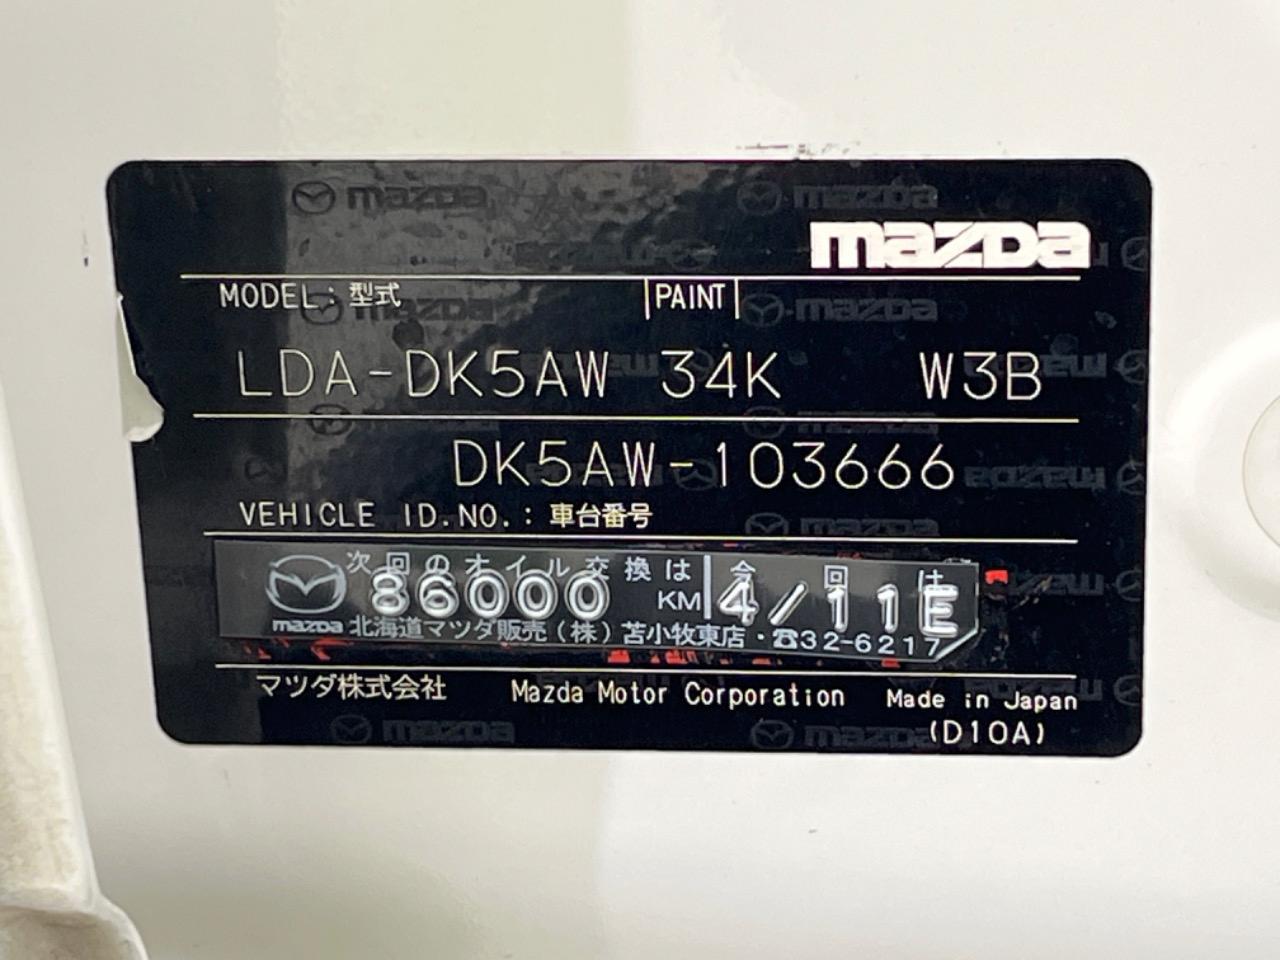 mazda
MODEL: 型式 PAINT
LDA-DK5AW 34K W3B
DK5AW-103666
VEHICLE ID.NO.: 車台番号
次回のオイル交換は 今回は
86000 KM 4/11E
mazda 北海道マツダ販売(株)苫小牧東店・☎32-6217
マツダ株式会社 Mazda Motor Corporation Made in Japan
(D10A)